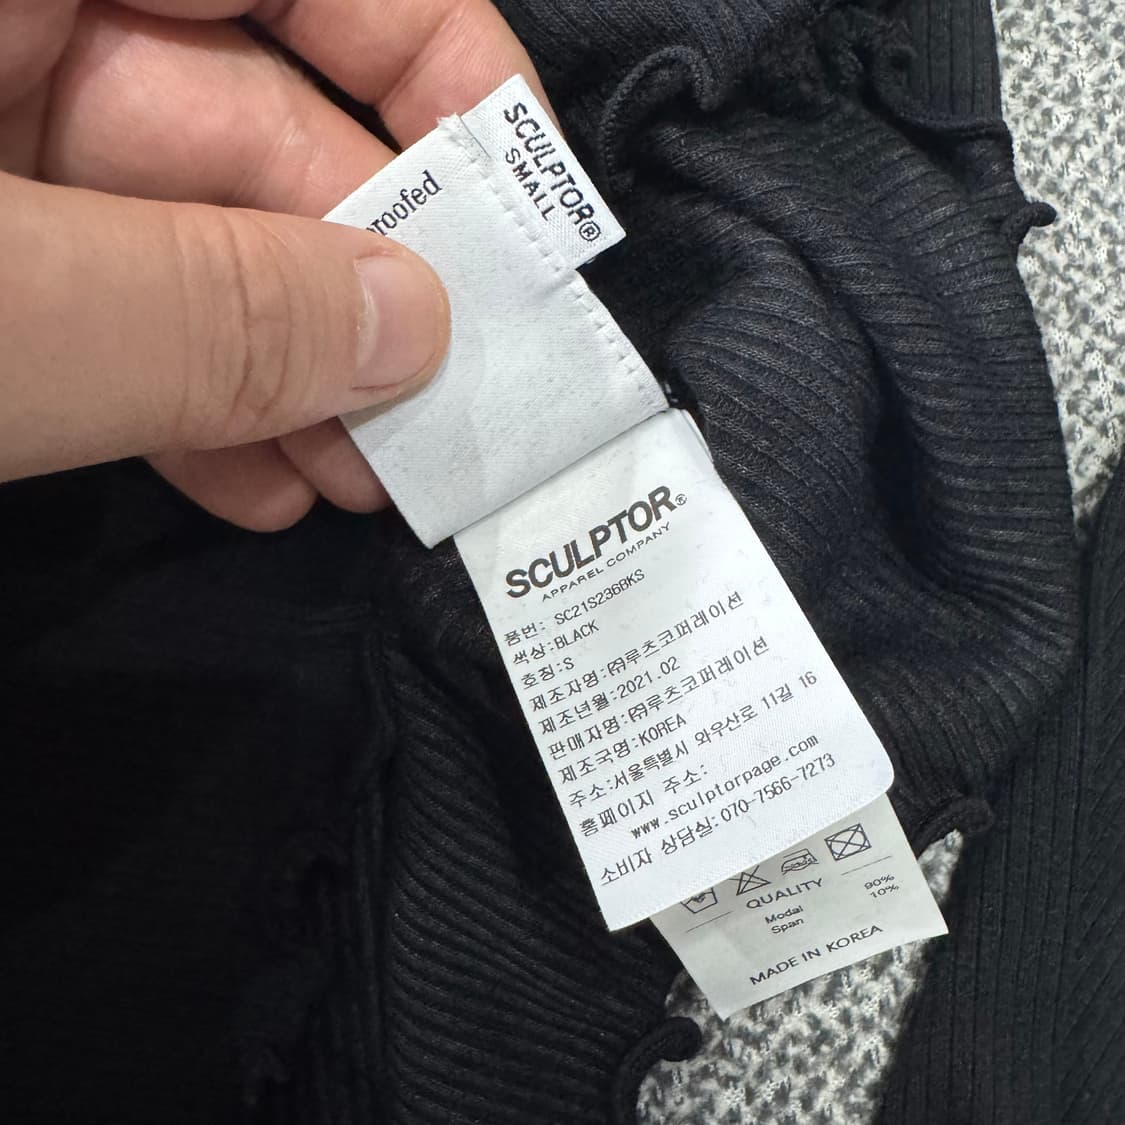 SCULPTOR®
SMALL
SCULPTOR®
APPAREL COMPANY
품번: SC21S236BKS
색상:BLACK
호칭:S
제조자명:㈜루츠코퍼레이션
제조년월:2021.02
판매자명:㈜루츠코퍼레이션
제조국명:KOREA
주소:서울특별시 와우산로 11길 16
홈페이지 주소:
www.sculptorpage.com
소비자 상담실:070-7566-7273
QUALITY
Modal 90%
Span 10%
MADE IN KOREA